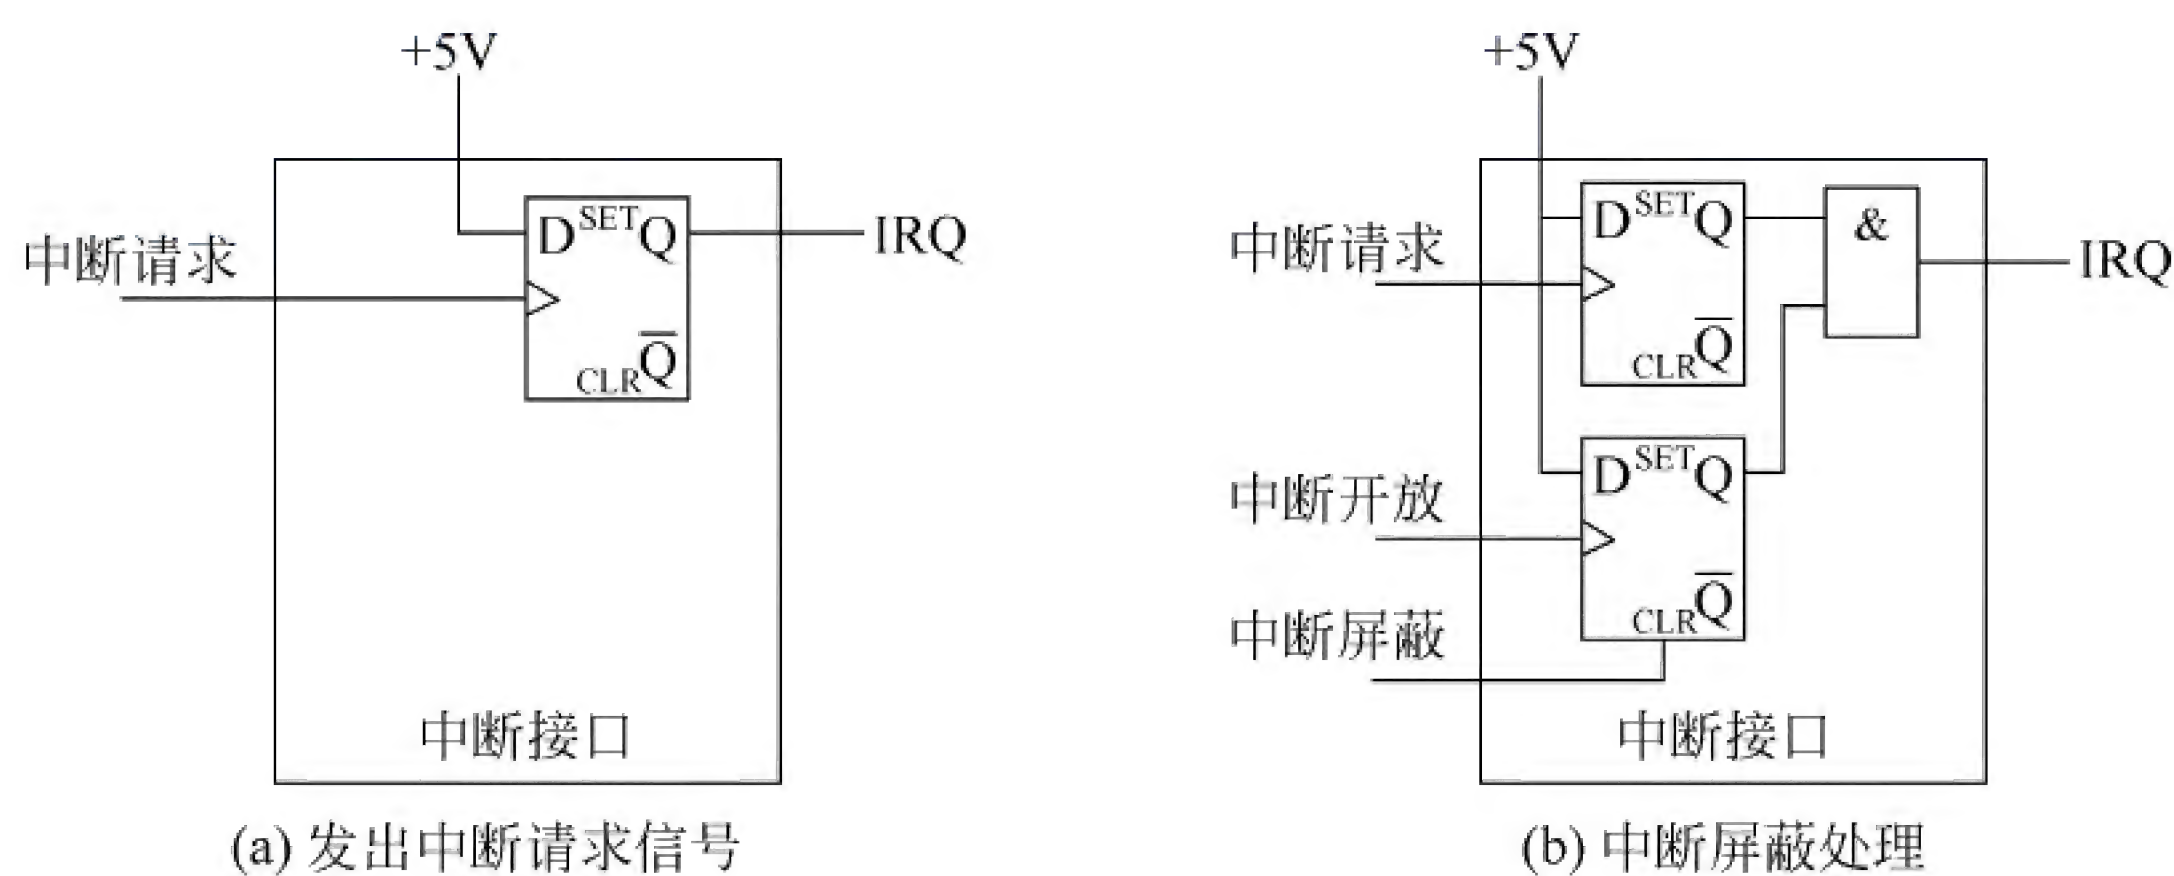 +5V
中断请求
D SET Q
IRQ
CLR Q̅
中断接口
(a) 发出中断请求信号
+5V
中断请求
D SET Q
&
IRQ
CLR Q̅
中断开放
D SET Q
中断屏蔽
CLR Q̅
中断接口
(b) 中断屏蔽处理